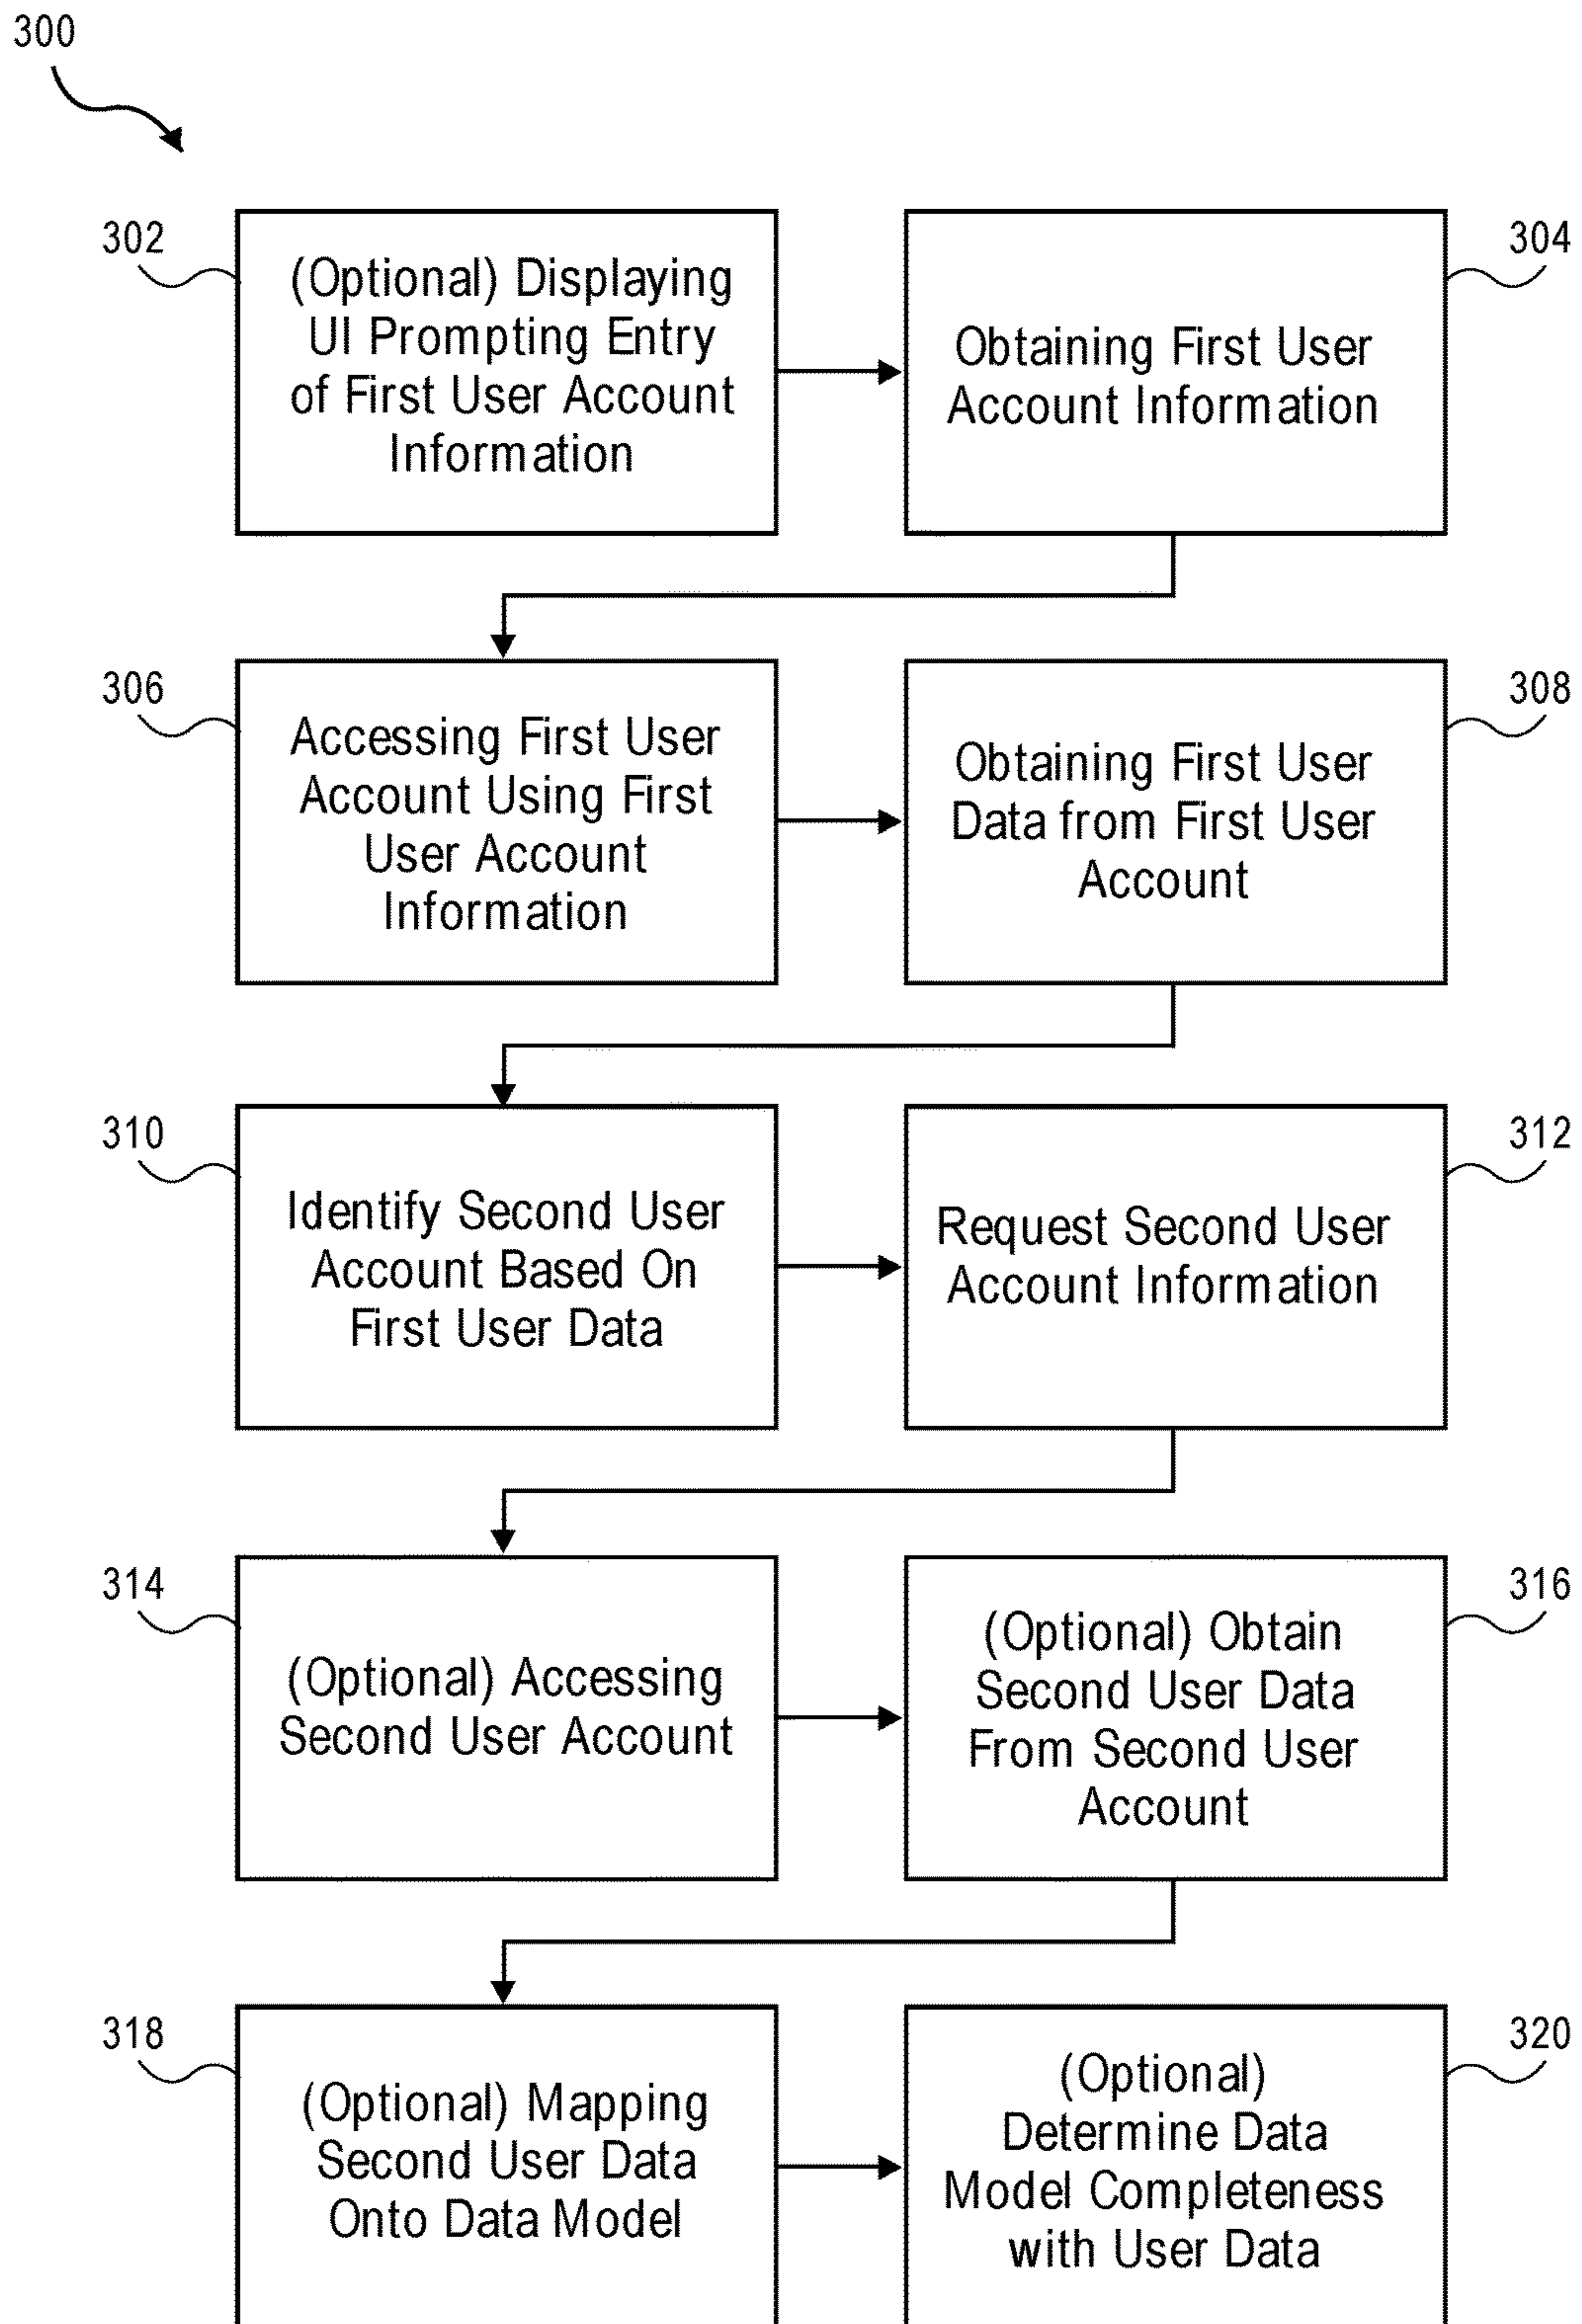 300
302
(Optional) Displaying
UI Prompting Entry
of First User Account
Information
304
Obtaining First User
Account Information
306
Accessing First User
Account Using First
User Account
Information
308
Obtaining First User
Data from First User
Account
310
Identify Second User
Account Based On
First User Data
312
Request Second User
Account Information
314
(Optional) Accessing
Second User Account
316
(Optional) Obtain
Second User Data
From Second User
Account
318
(Optional) Mapping
Second User Data
Onto Data Model
320
(Optional)
Determine Data
Model Completeness
with User Data